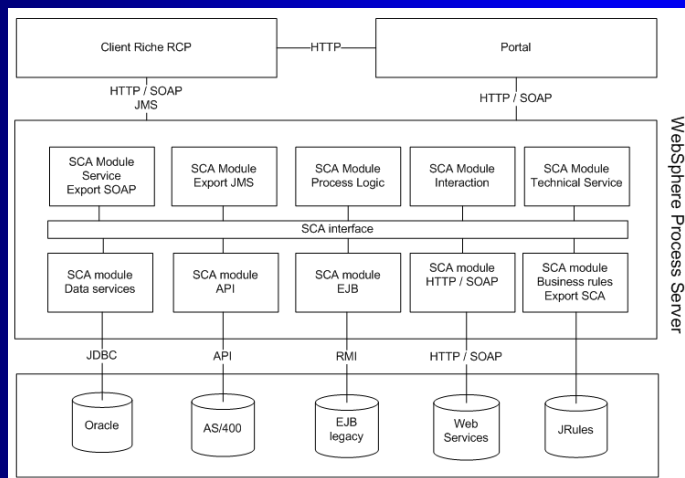 Client Riche RCP
HTTP
Portal
HTTP / SOAP
JMS
HTTP / SOAP
WebSphere Process Server
SCA Module
Service
Export SOAP
SCA Module
Export JMS
SCA Module
Process Logic
SCA Module
Interaction
SCA Module
Technical Service
SCA interface
SCA module
Data services
SCA module
API
SCA module
EJB
SCA module
HTTP / SOAP
SCA module
Business rules
Export SCA
JDBC
API
RMI
HTTP / SOAP
Oracle
AS/400
EJB
legacy
Web
Services
JRules